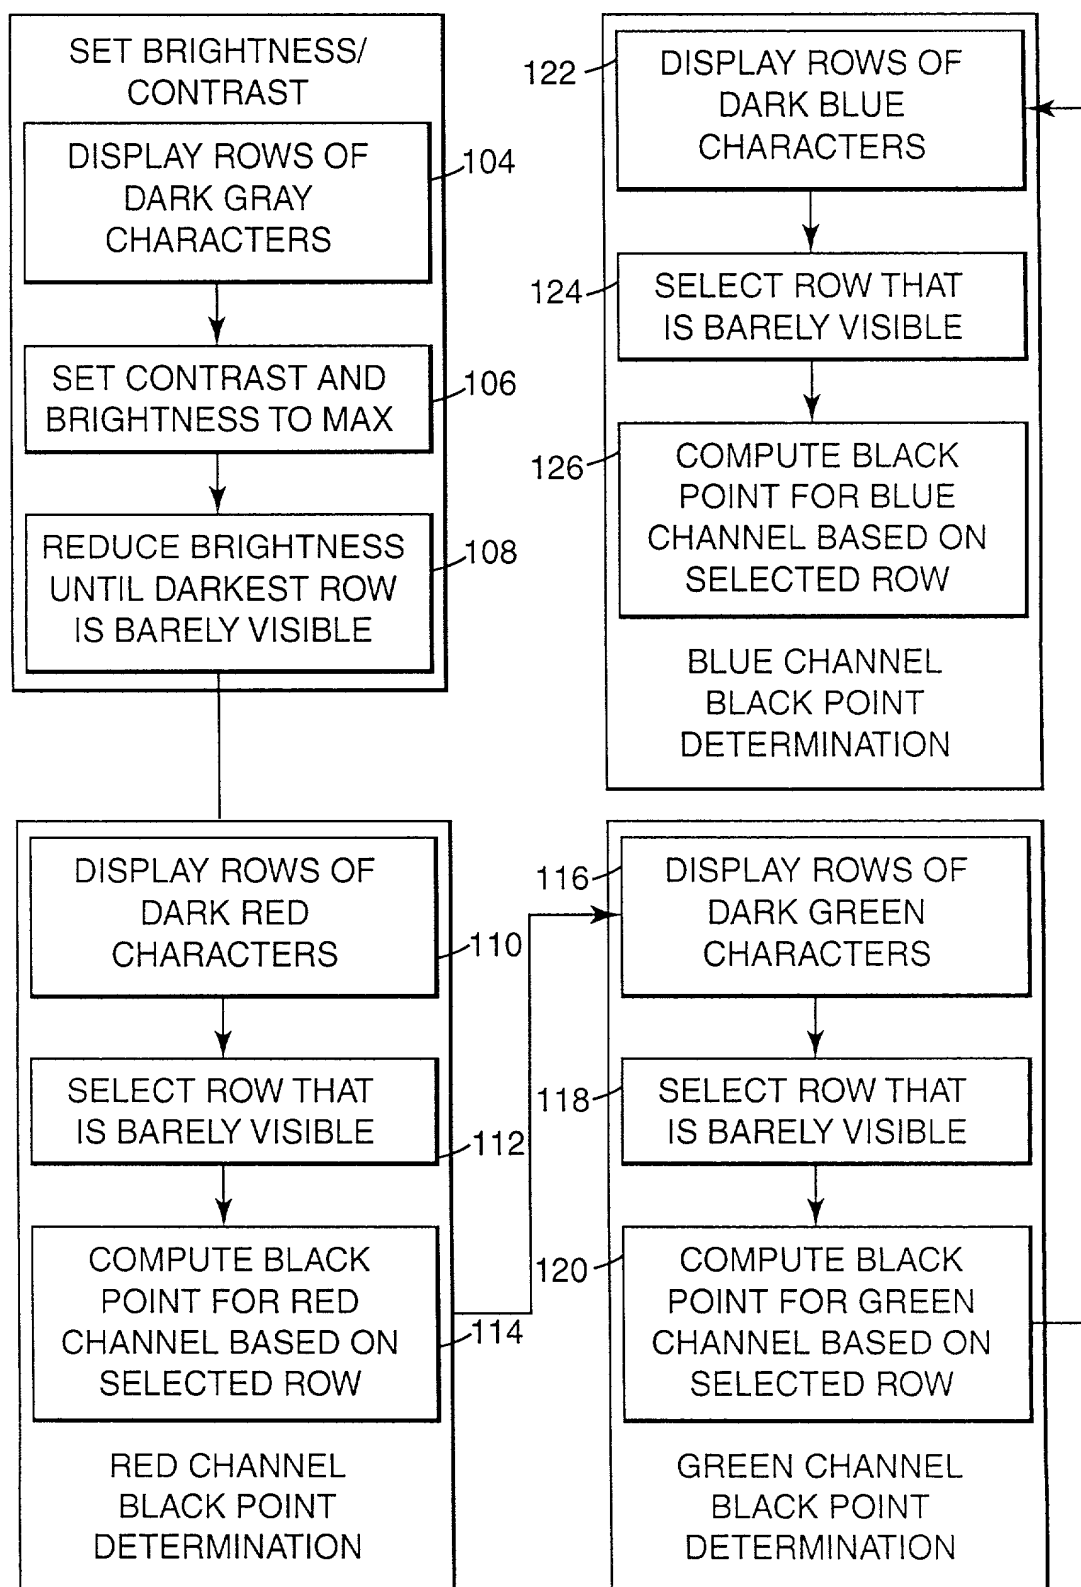 SET BRIGHTNESS/
CONTRAST
DISPLAY ROWS OF
DARK GRAY
CHARACTERS
104
SET CONTRAST AND
BRIGHTNESS TO MAX
106
REDUCE BRIGHTNESS
UNTIL DARKEST ROW
IS BARELY VISIBLE
108
DISPLAY ROWS OF
DARK RED
CHARACTERS
110
SELECT ROW THAT
IS BARELY VISIBLE
112
COMPUTE BLACK
POINT FOR RED
CHANNEL BASED ON
SELECTED ROW
114
RED CHANNEL
BLACK POINT
DETERMINATION
116
DISPLAY ROWS OF
DARK GREEN
CHARACTERS
118
SELECT ROW THAT
IS BARELY VISIBLE
120
COMPUTE BLACK
POINT FOR GREEN
CHANNEL BASED ON
SELECTED ROW
GREEN CHANNEL
BLACK POINT
DETERMINATION
122
DISPLAY ROWS OF
DARK BLUE
CHARACTERS
124
SELECT ROW THAT
IS BARELY VISIBLE
126
COMPUTE BLACK
POINT FOR BLUE
CHANNEL BASED ON
SELECTED ROW
BLUE CHANNEL
BLACK POINT
DETERMINATION